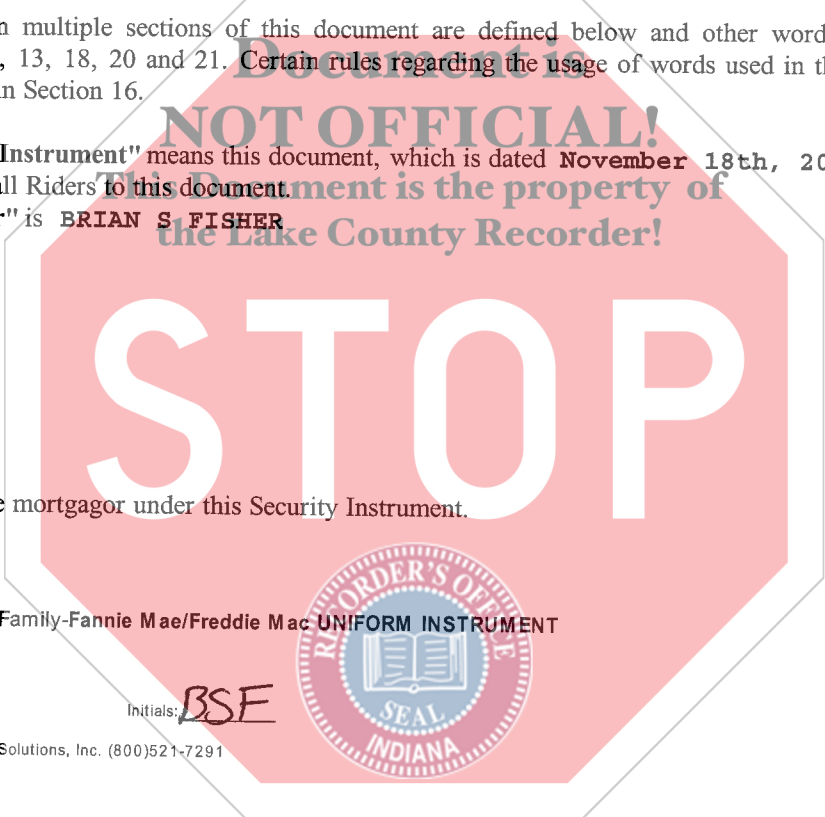 n multiple sections of this document are defined below and other word
, 13, 18, 20 and 21. Certain rules regarding the usage of words used in th
n Section 16.
Document is
NOT OFFICIAL!
Instrument" means this document, which is dated November 18th, 20
ll Riders to this document.
This Document is the property of
" is BRIAN S FISHER
the Lake County Recorder!
STOP
e mortgagor under this Security Instrument.
RECORDER'S OFFICE
SEAL
INDIANA
Family-Fannie Mae/Freddie Mac UNIFORM INSTRUMENT
Initials: BSF
Solutions, Inc. (800)521-7291